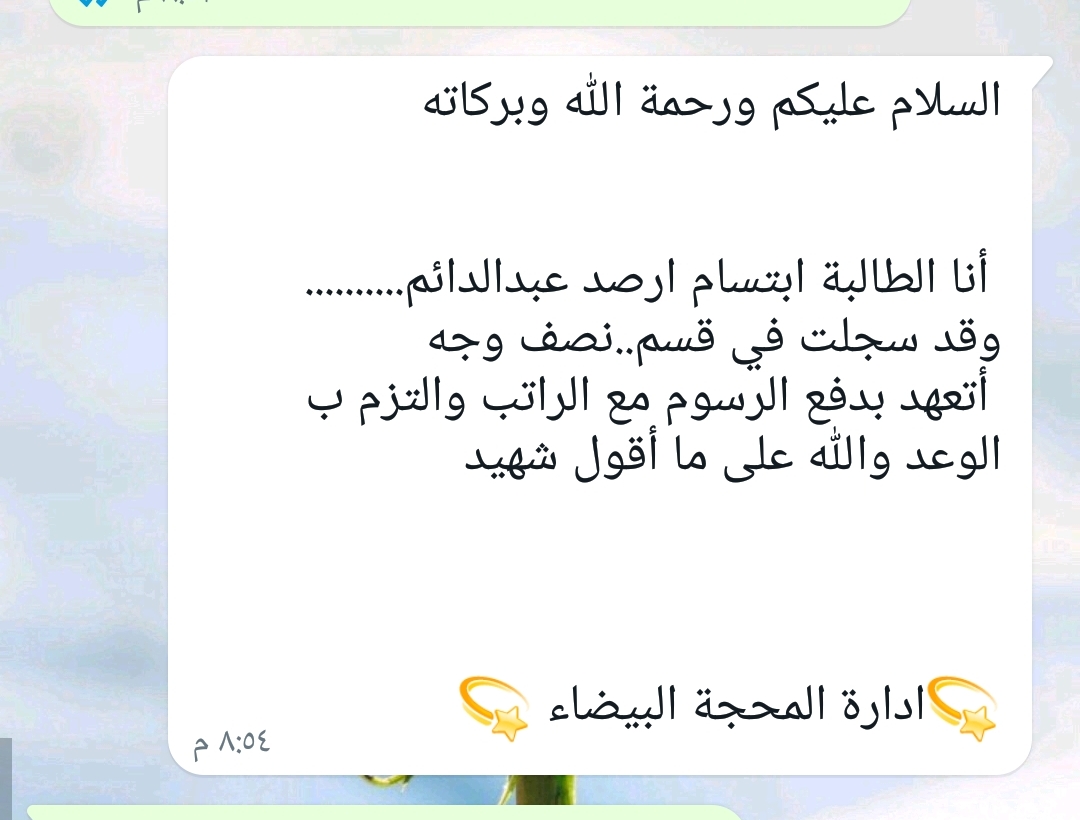 السلام عليكم ورحمة الله وبركاته
أنا الطالبة ابتسام ارصد عبدالدائم..........
وقد سجلت في قسم..نصف وجه
أتعهد بدفع الرسوم مع الراتب والتزم ب
الوعد والله على ما أقول شهيد
💫ادارة المحجة البيضاء 💫
٨:٥٤ م